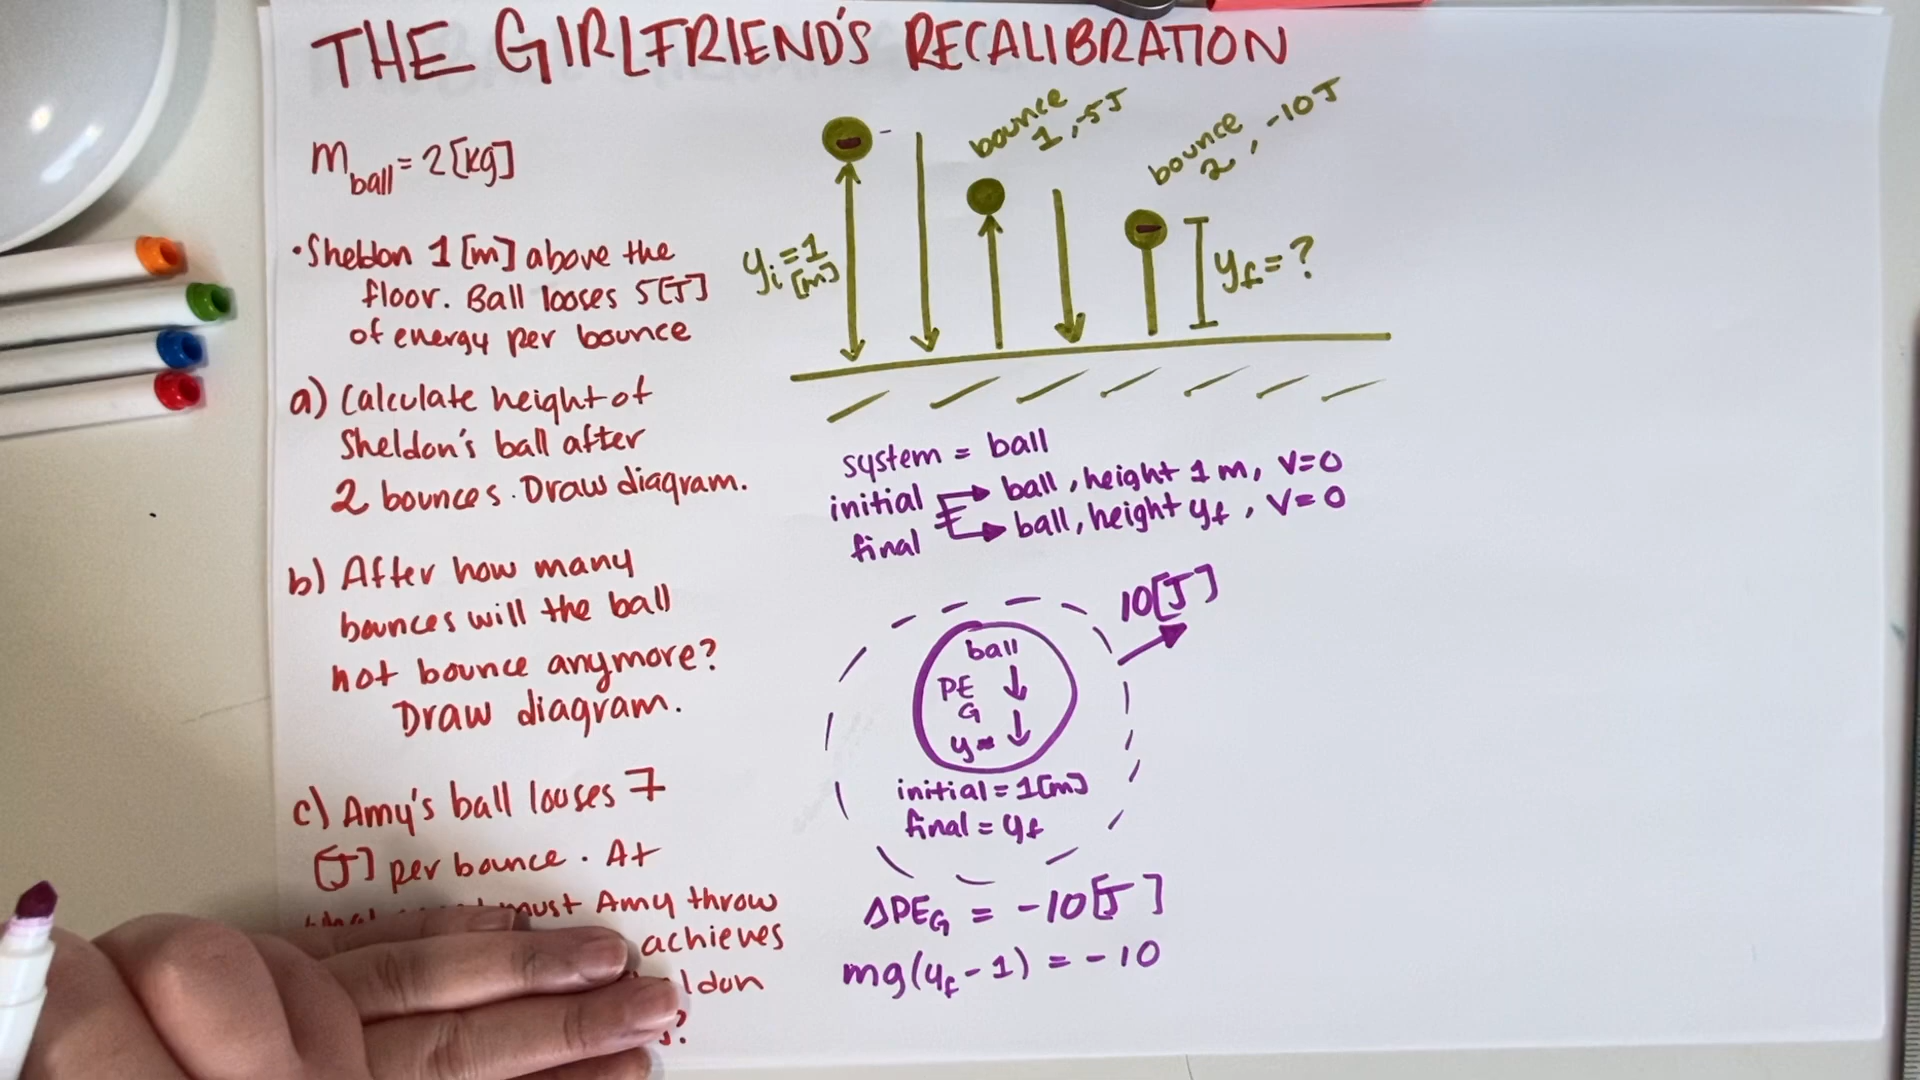 THE GIRLFRIEND'S RECALIBRATION
m ball = 2 [kg]
• Sheldon 1 [m] above the
floor. Ball looses 5[J]
of energy per bounce
a) Calculate height of
Sheldon's ball after
2 bounces. Draw diagram.
b) After how many
bounces will the ball
not bounce anymore?
Draw diagram.
c) Amy's ball looses 7
[J] per bounce. At
must Amy throw
achieves
?
bounce
1, -5J
bounce
2, -10J
yi = 1
[m]
yf = ?
system = ball
initial → ball, height 1 m, V=0
final → ball, height yf, V=0
10[J]
ball
PE ↓
G
y ↓
initial = 1[m]
final = yf
ΔPEG = -10[J]
mg(yf - 1) = -10